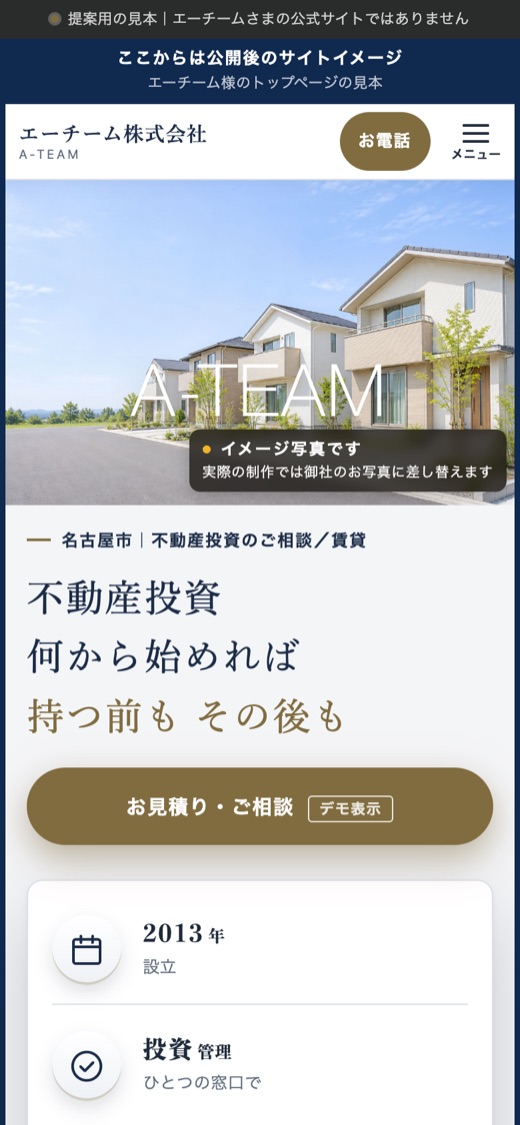 提案用の見本｜エーチームさまの公式サイトではありません
ここからは公開後のサイトイメージ
エーチーム様のトップページの見本
エーチーム株式会社
A-TEAM
お電話
メニュー
A-TEAM
イメージ写真です
実際の制作では御社のお写真に差し替えます
名古屋市｜不動産投資のご相談／賃貸
不動産投資
何から始めれば
持つ前も その後も
お見積り・ご相談 デモ表示
2013 年
設立
投資 管理
ひとつの窓口で